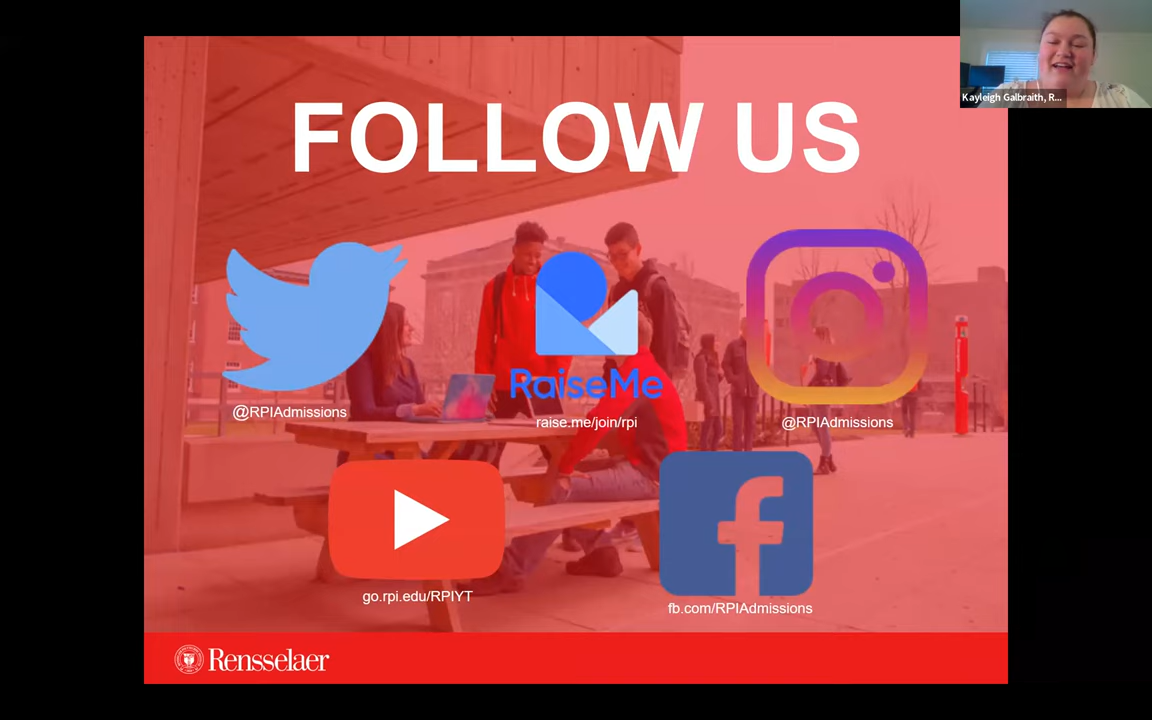 Kayleigh Galbraith, R...
FOLLOW US
RaiseMe
@RPIAdmissions
raise.me/join/rpi
@RPIAdmissions
go.rpi.edu/RPIYT
fb.com/RPIAdmissions
Rensselaer